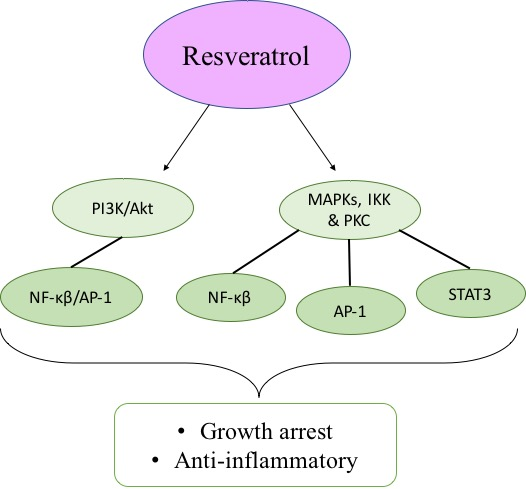 Resveratrol
PI3K/Akt
MAPKs, IKK
& PKC
NF-κβ/AP-1
NF-κβ
AP-1
STAT3
• Growth arrest
• Anti-inflammatory